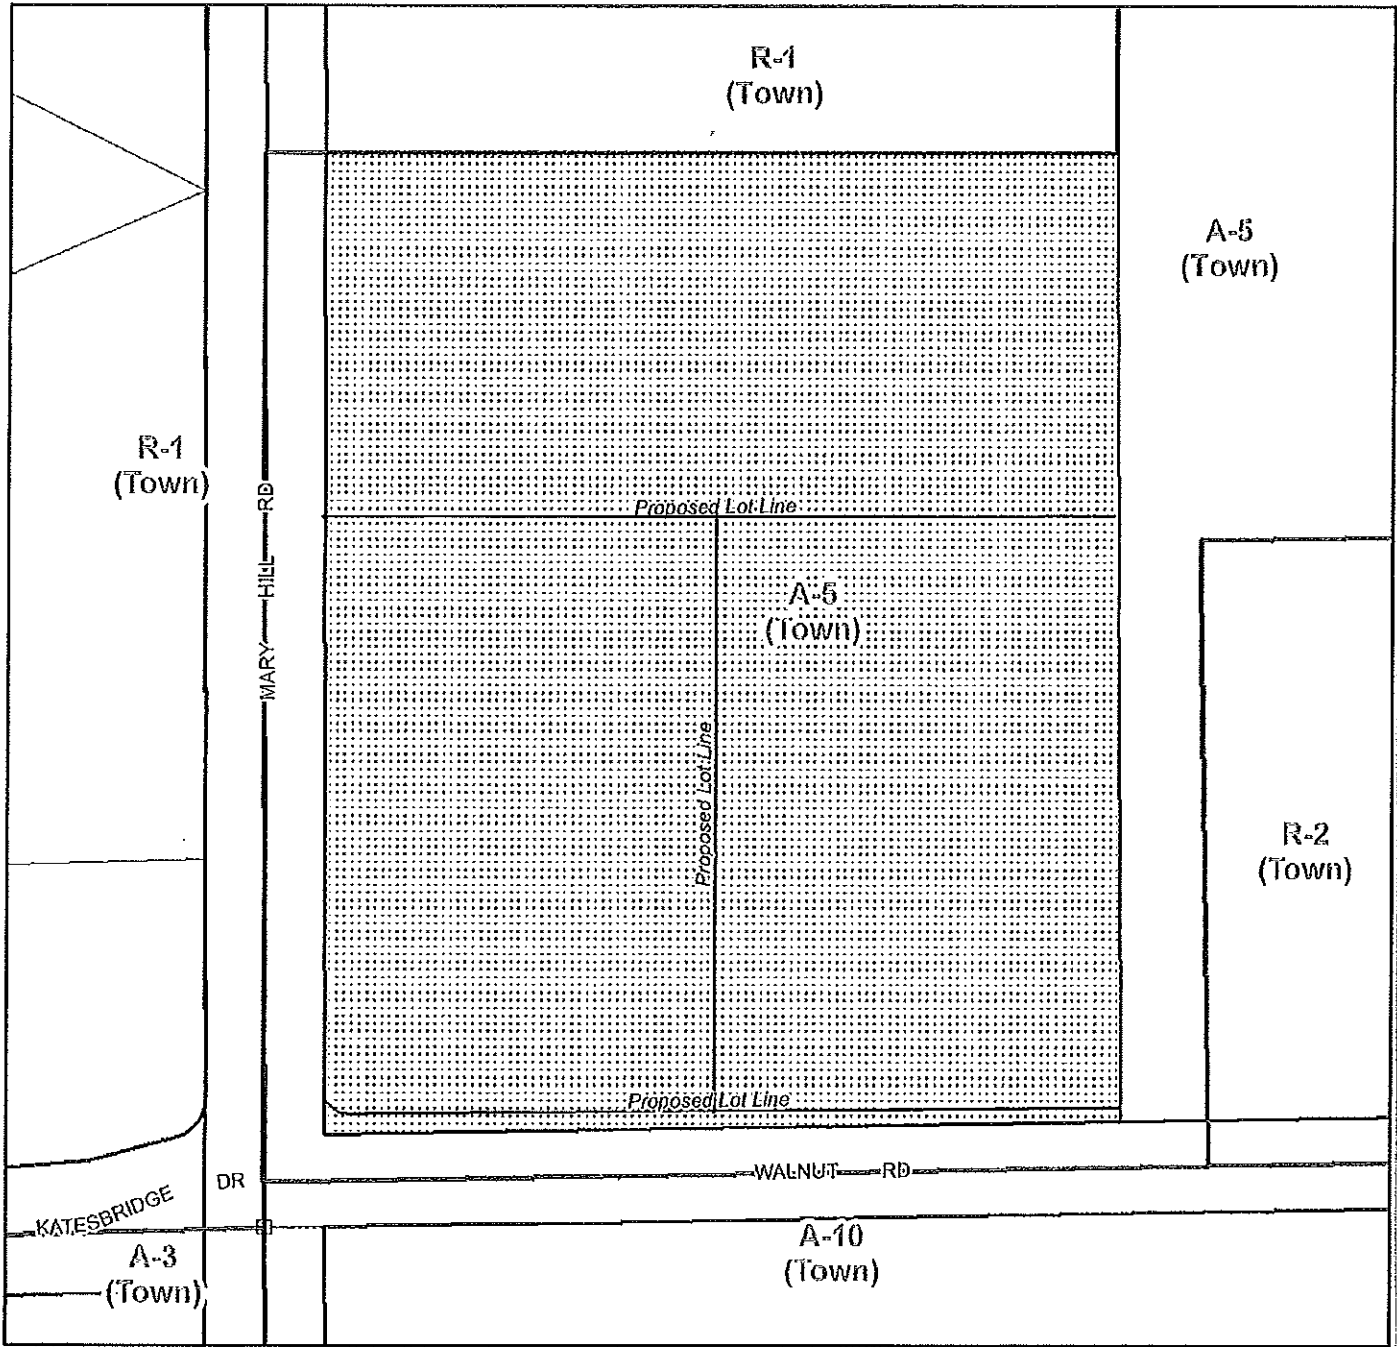 R-1
(Town)
A-5
(Town)
R-1
(Town)
MARY HILL RD
Proposed Lot Line
A-5
(Town)
Proposed Lot Line
R-2
(Town)
Proposed Lot Line
WALNUT RD
KATESBRIDGE DR
A-3
(Town)
A-10
(Town)